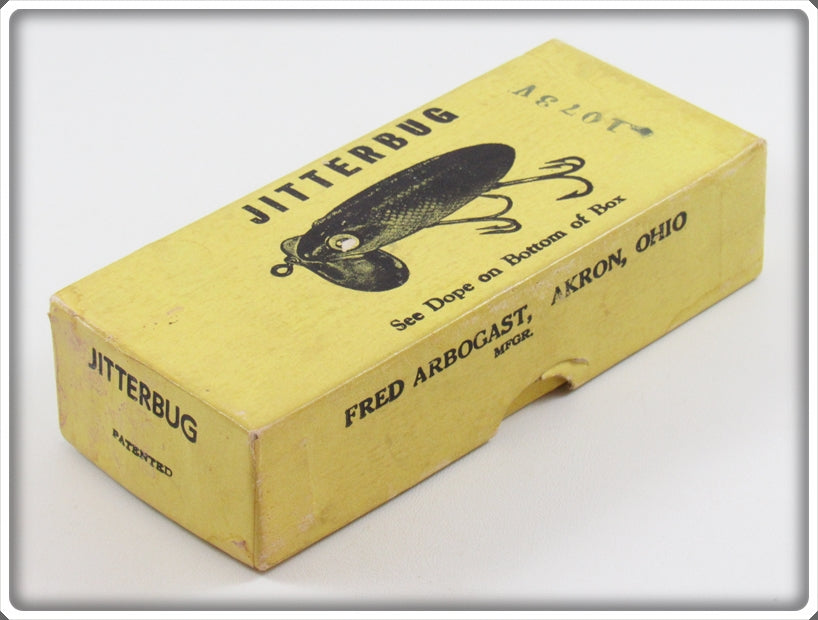 JITTERBUG
See Dope on Bottom of Box
FRED ARBOGAST, AKRON, OHIO
MFGR.
JITTERBUG
PATENTED